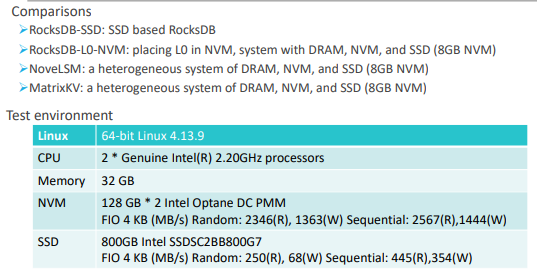 Comparisons
➢RocksDB-SSD: SSD based RocksDB
➢RocksDB-L0-NVM: placing L0 in NVM, system with DRAM, NVM, and SSD (8GB NVM)
➢NoveLSM: a heterogeneous system of DRAM, NVM, and SSD (8GB NVM)
➢MatrixKV: a heterogeneous system of DRAM, NVM, and SSD (8GB NVM)
Test environment
Linux 64-bit Linux 4.13.9
CPU 2 * Genuine Intel(R) 2.20GHz processors
Memory 32 GB
NVM 128 GB * 2 Intel Optane DC PMM
FIO 4 KB (MB/s) Random: 2346(R), 1363(W) Sequential: 2567(R),1444(W)
SSD 800GB Intel SSDSC2BB800G7
FIO 4 KB (MB/s) Random: 250(R), 68(W) Sequential: 445(R),354(W)